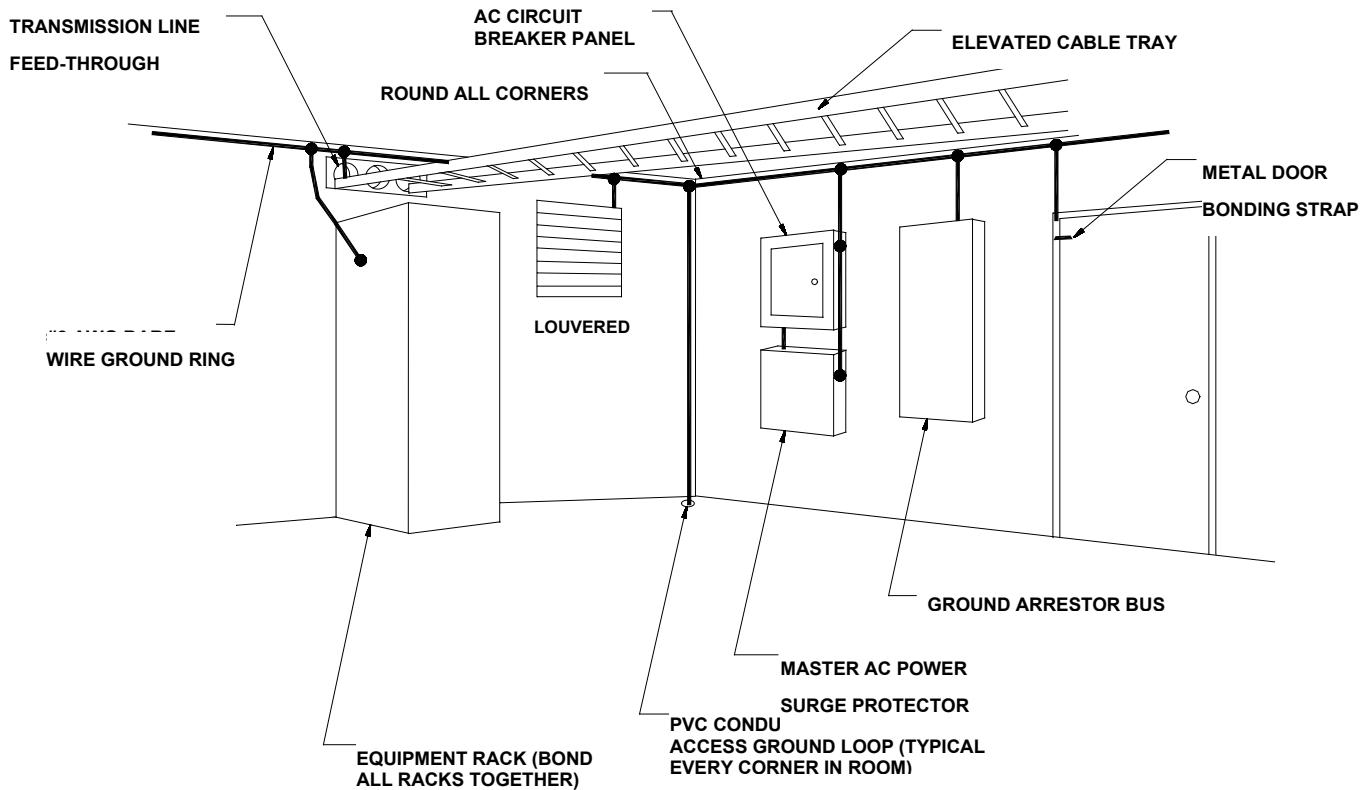 TRANSMISSION LINE
FEED-THROUGH
AC CIRCUIT
BREAKER PANEL
ROUND ALL CORNERS
ELEVATED CABLE TRAY
METAL DOOR
BONDING STRAP
WIRE GROUND RING
LOUVERED
GROUND ARRESTOR BUS
MASTER AC POWER
SURGE PROTECTOR
PVC CONDU
ACCESS GROUND LOOP (TYPICAL
EVERY CORNER IN ROOM)
EQUIPMENT RACK (BOND
ALL RACKS TOGETHER)